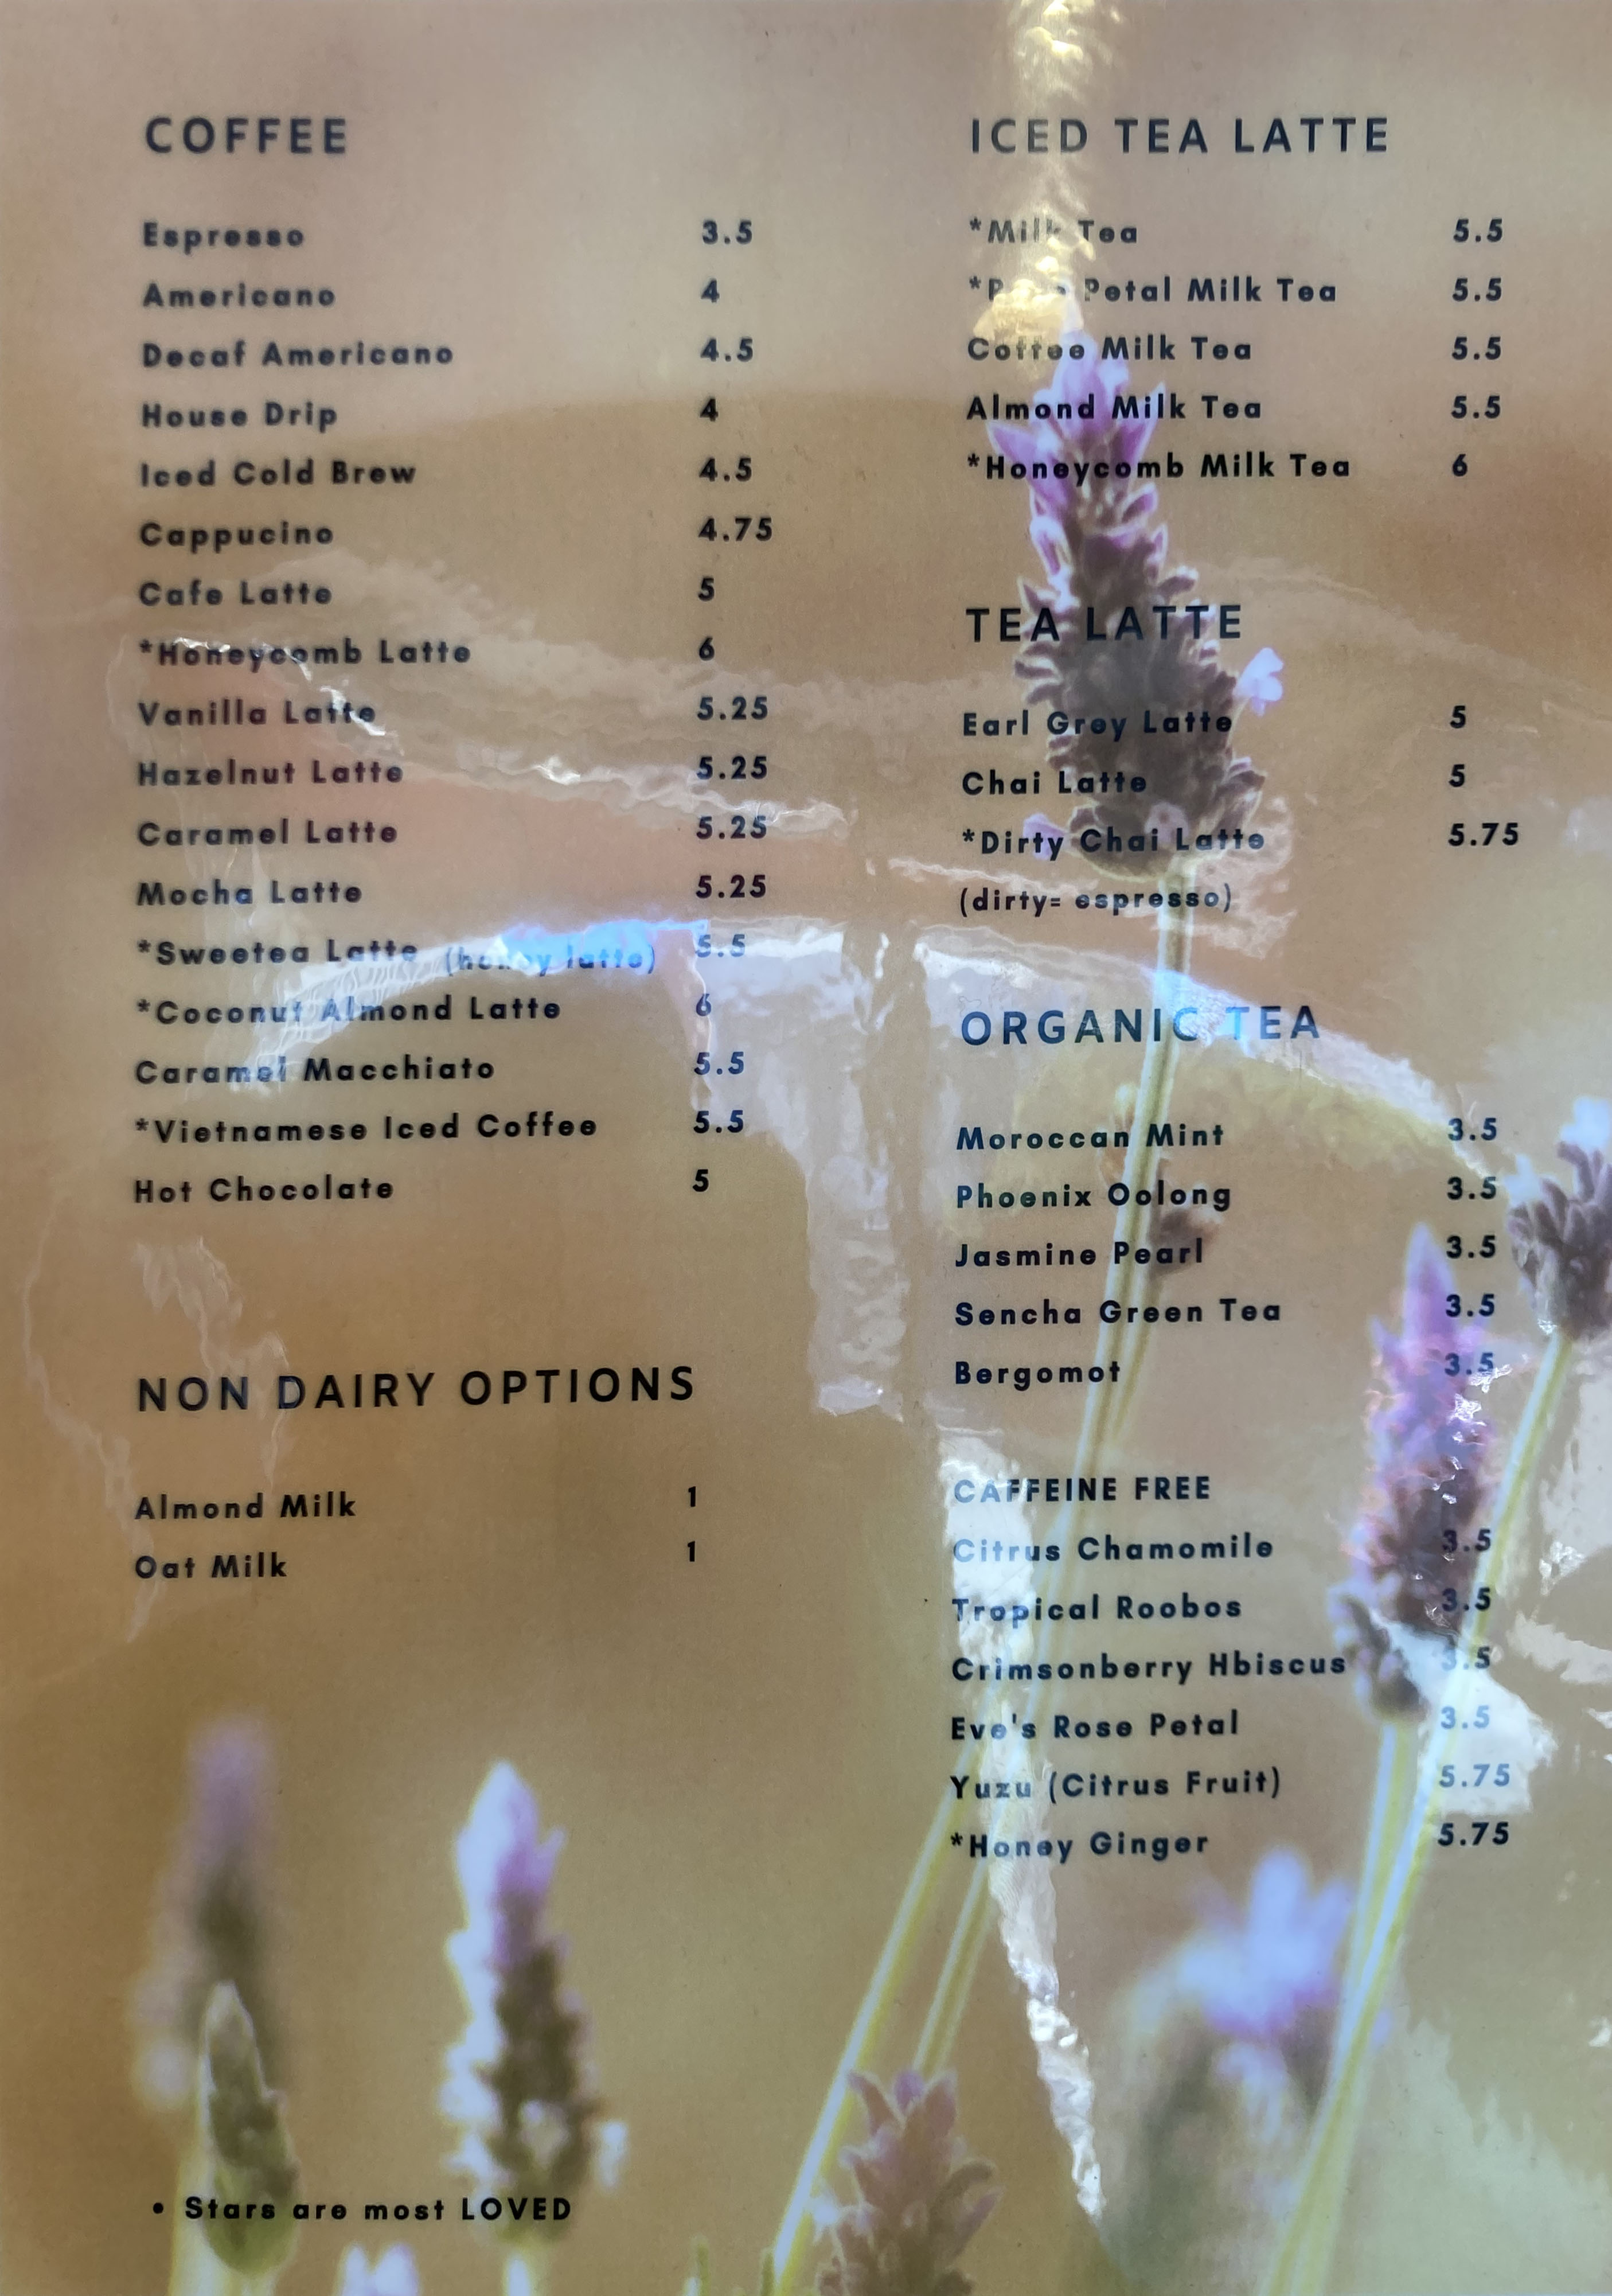 COFFEE
Espresso 3.5
Americano 4
Decaf Americano 4.5
House Drip 4
Iced Cold Brew 4.5
Cappucino 4.75
Cafe Latte 5
*Honeycomb Latte 6
Vanilla Latte 5.25
Hazelnut Latte 5.25
Caramel Latte 5.25
Mocha Latte 5.25
*Sweetea Latte (honey latte) 5.5
*Coconut Almond Latte 6
Caramel Macchiato 5.5
*Vietnamese Iced Coffee 5.5
Hot Chocolate 5
NON DAIRY OPTIONS
Almond Milk 1
Oat Milk 1
• Stars are most LOVED
ICED TEA LATTE
*Milk Tea 5.5
*Rose Petal Milk Tea 5.5
Coffee Milk Tea 5.5
Almond Milk Tea 5.5
*Honeycomb Milk Tea 6
TEA LATTE
Earl Grey Latte 5
Chai Latte 5
*Dirty Chai Latte 5.75
(dirty= espresso)
ORGANIC TEA
Moroccan Mint 3.5
Phoenix Oolong 3.5
Jasmine Pearl 3.5
Sencha Green Tea 3.5
Bergomot 3.5
CAFFEINE FREE
Citrus Chamomile 3.5
Tropical Roobos 3.5
Crimsonberry Hbiscus 3.5
Eve's Rose Petal 3.5
Yuzu (Citrus Fruit) 5.75
*Honey Ginger 5.75